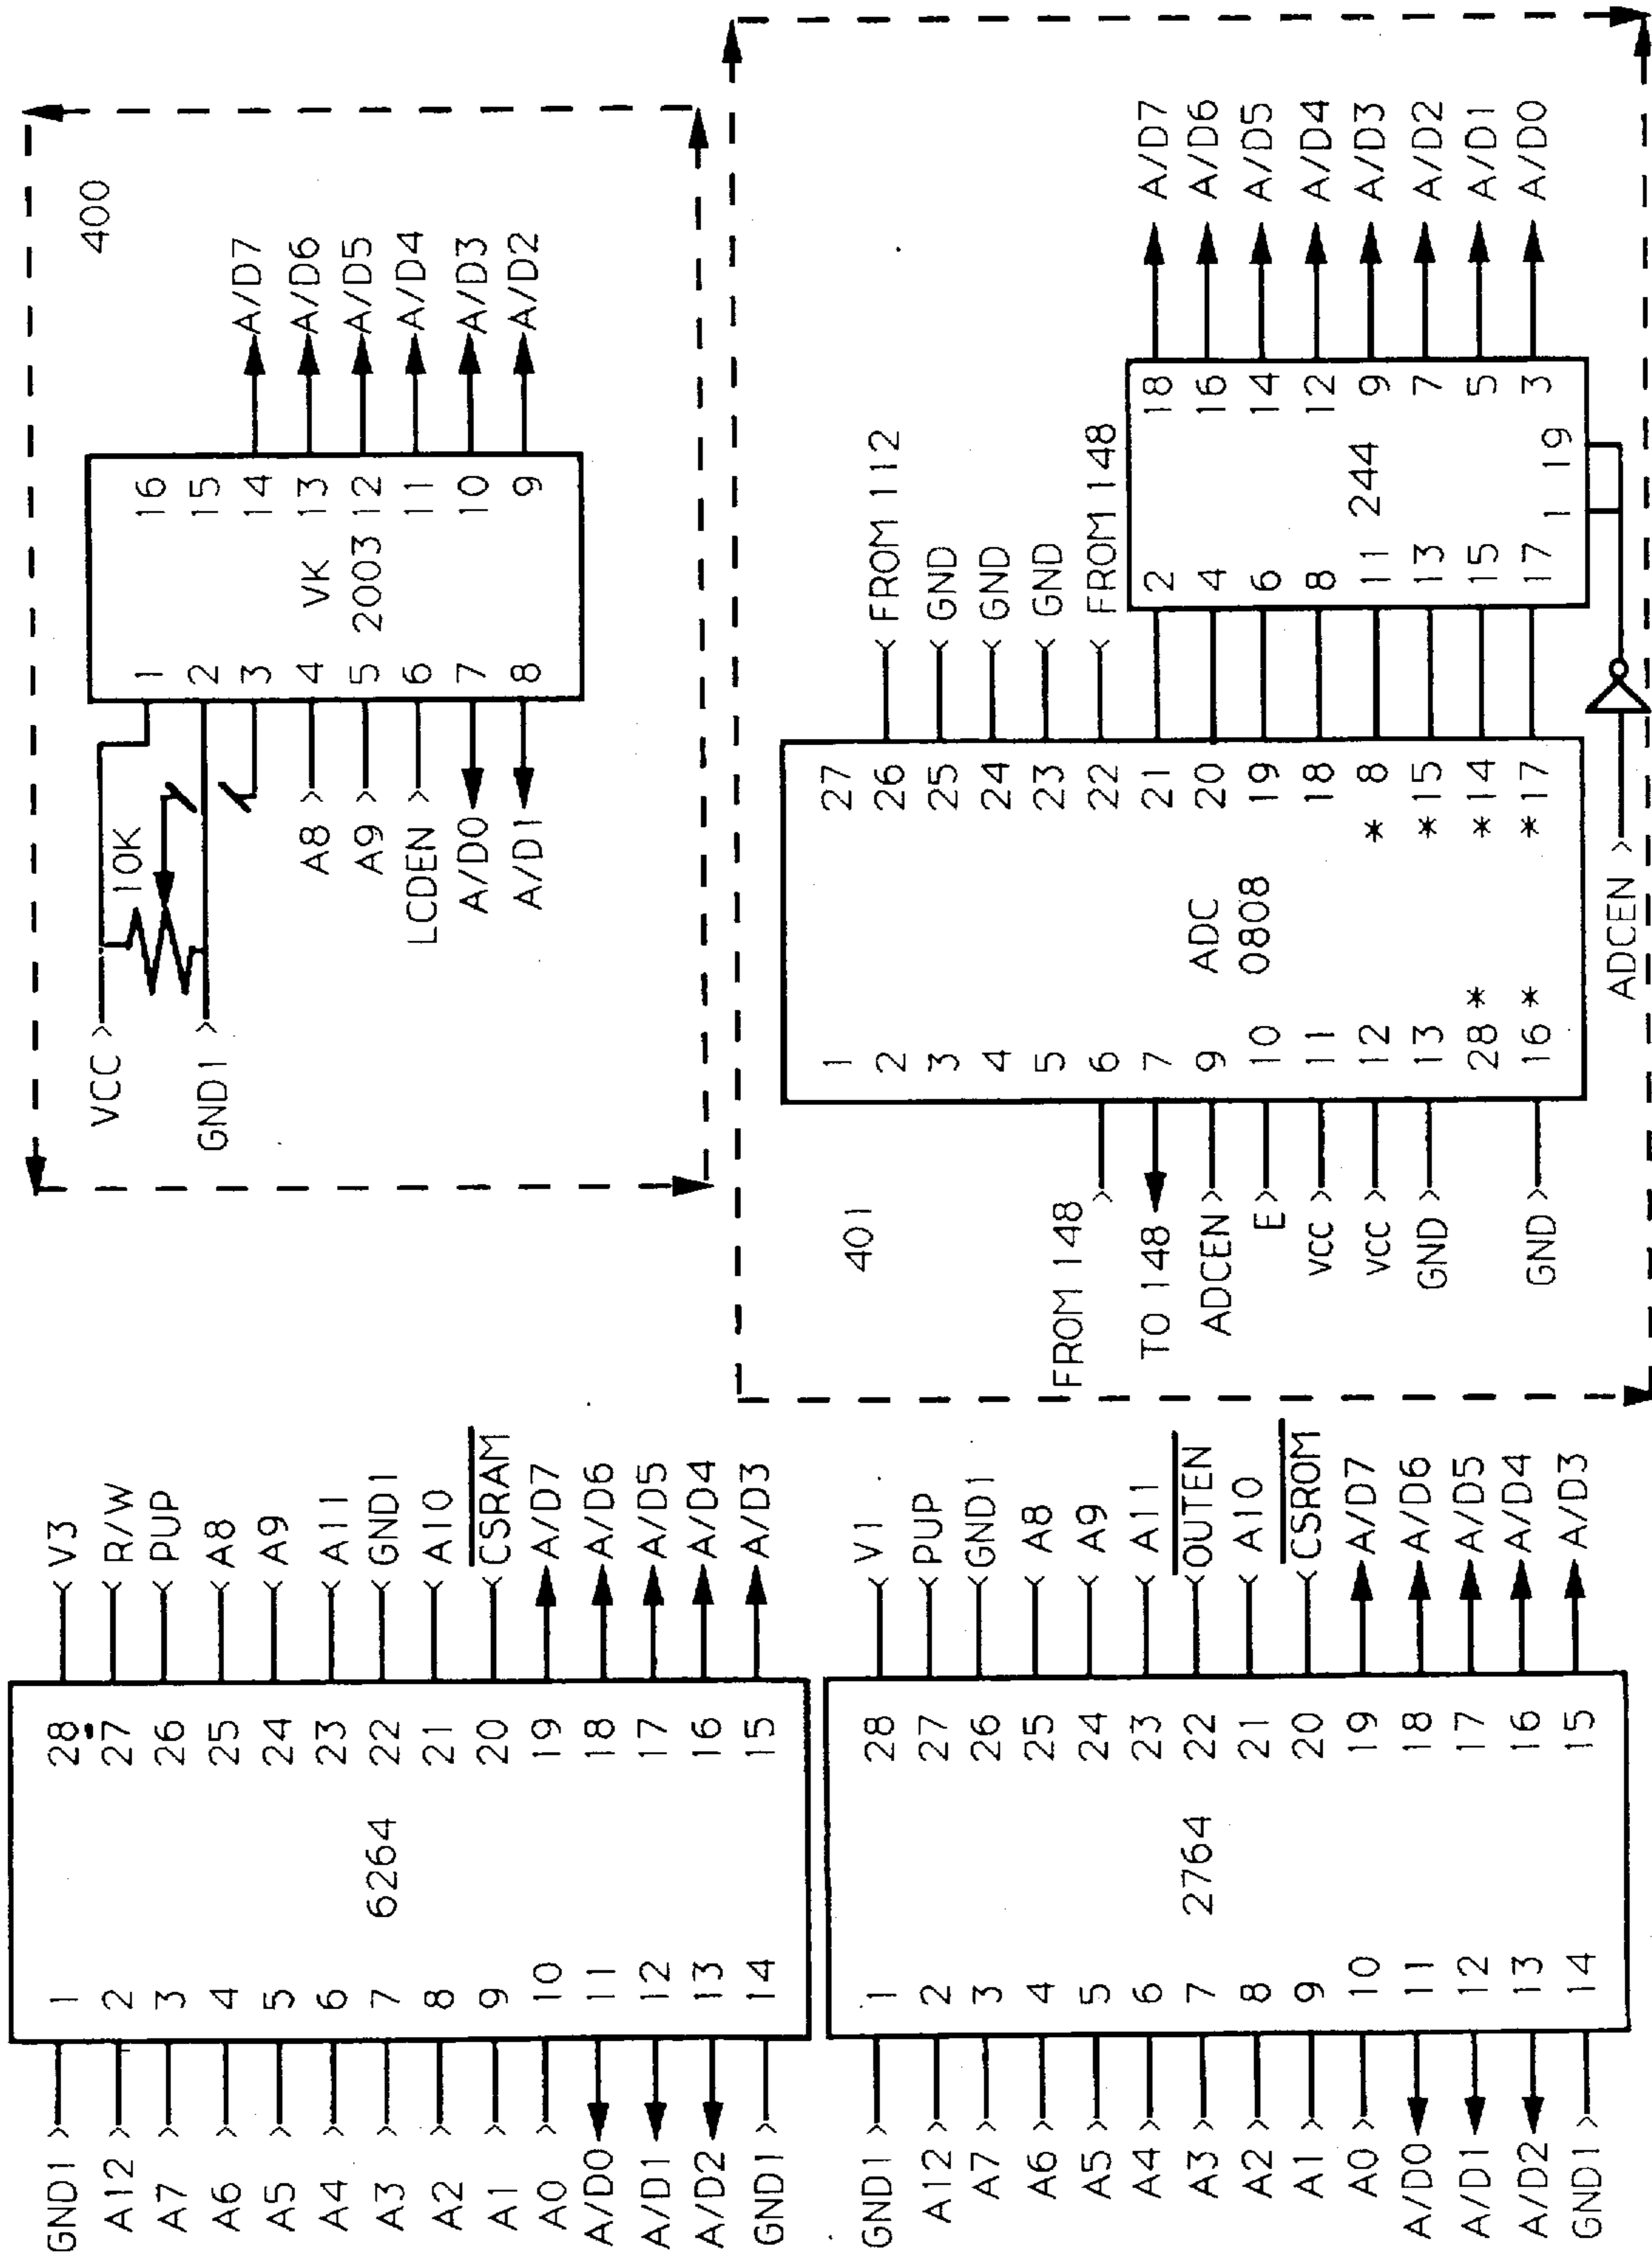 GND1 1 28 V3
A12 2 27 R/W
A7 3 26 PUP
A6 4 25 A8
A5 5 24 A9
A4 6 23 A11
A3 7 6264 22 GND1
A2 8 21 A10
A1 9 20 CSRAM
A0 10 19 A/D7
A/D0 11 18 A/D6
A/D1 12 17 A/D5
A/D2 13 16 A/D4
GND1 14 15 A/D3
GND1 1 28 V1
A12 2 27 PUP
A7 3 26 GND1
A6 4 25 A8
A5 5 24 A9
A4 6 23 A11
A3 7 2764 22 OUTEN
A2 8 21 A10
A1 9 20 CSROM
A0 10 19 A/D7
A/D0 11 18 A/D6
A/D1 12 17 A/D5
A/D2 13 16 A/D4
GND1 14 15 A/D3
400
VCC 10K 1 16
GND1 2 15
3 14 A/D7
A8 4 VK 13 A/D6
A9 5 2003 12 A/D5
LCDEN 6 11 A/D4
A/D0 7 10 A/D3
A/D1 8 9 A/D2
401
1 27
2 26 FROM 112
3 25 GND
4 24 GND
5 23 GND
FROM 148 6 22 FROM 148
TO 148 7 21 2 18 A/D7
ADCEN 9 ADC 20 4 16 A/D6
E 10 0808 19 6 14 A/D5
VCC 11 18 8 12 A/D4
VCC 12 * 8 11 244 9 A/D3
GND 13 * 15 13 7 A/D2
28 * * 14 15 5 A/D1
GND 16 * * 17 17 1 19 3 A/D0
ADCEN